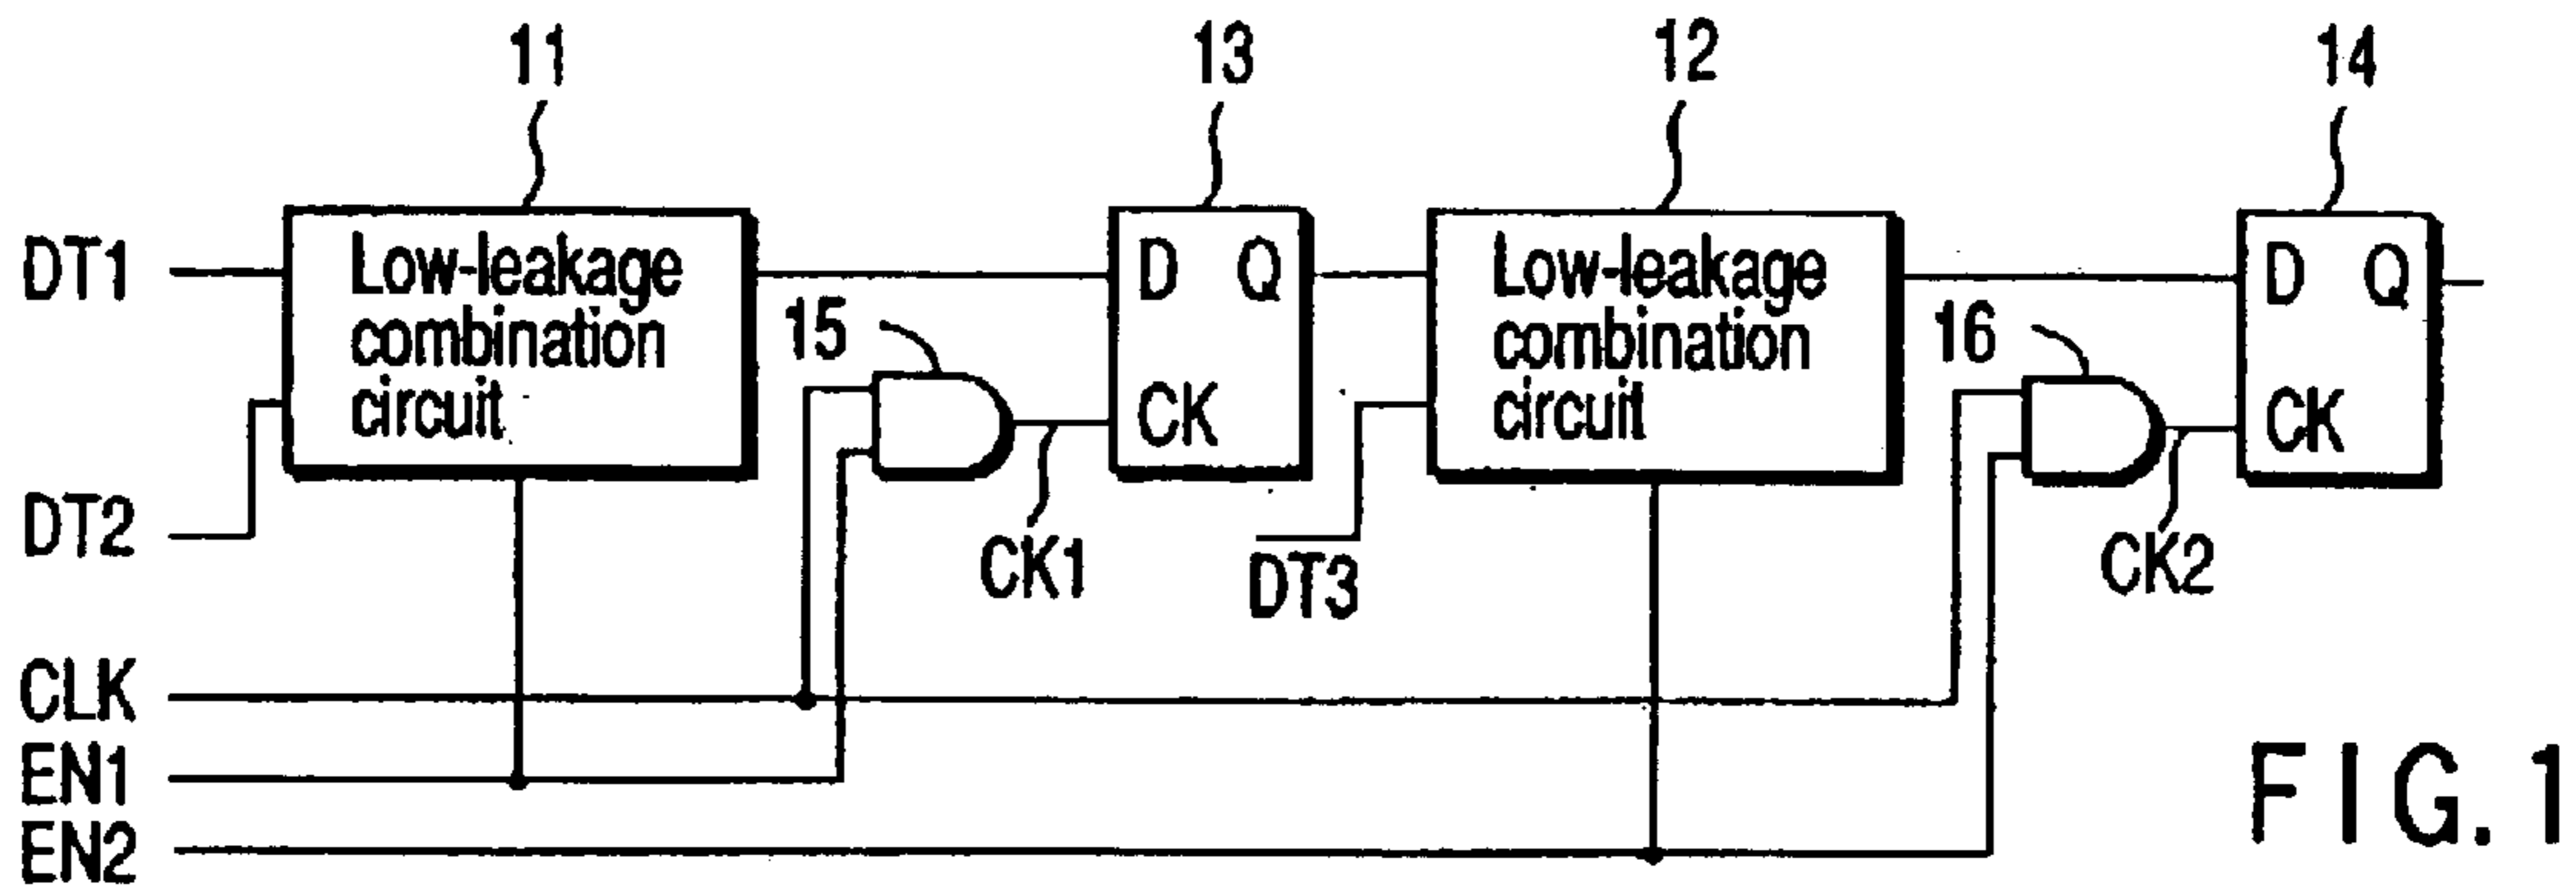 11
13
12
14
DT1
Low-leakage
combination
circuit
D Q
CK
Low-leakage
combination
circuit
D Q
CK
15
16
CK1
CK2
DT2
DT3
CLK
EN1
EN2
FIG. 1